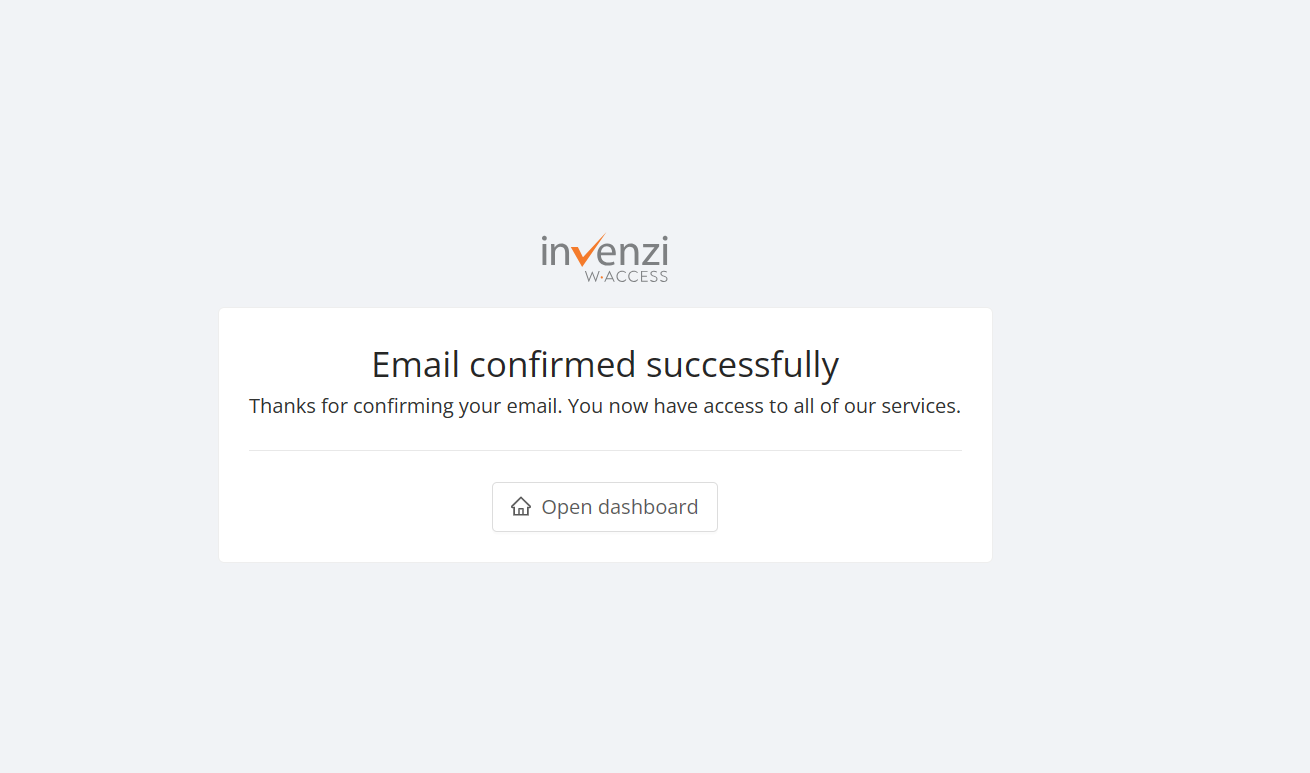 invenzi
W·ACCESS
Email confirmed successfully
Thanks for confirming your email. You now have access to all of our services.
Open dashboard